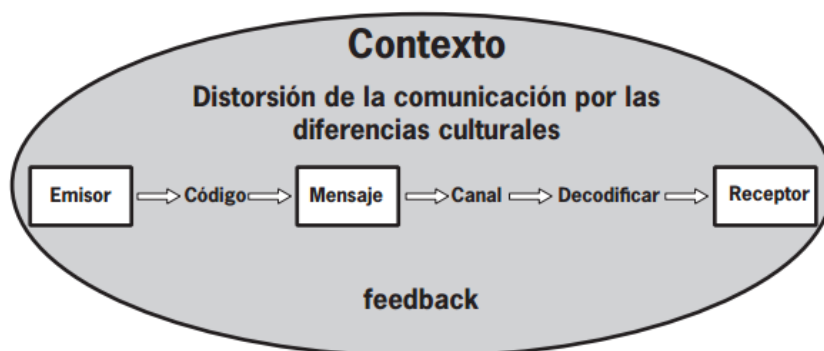 Contexto
Distorsión de la comunicación por las
diferencias culturales
Emisor Código Mensaje Canal Decodificar Receptor
feedback